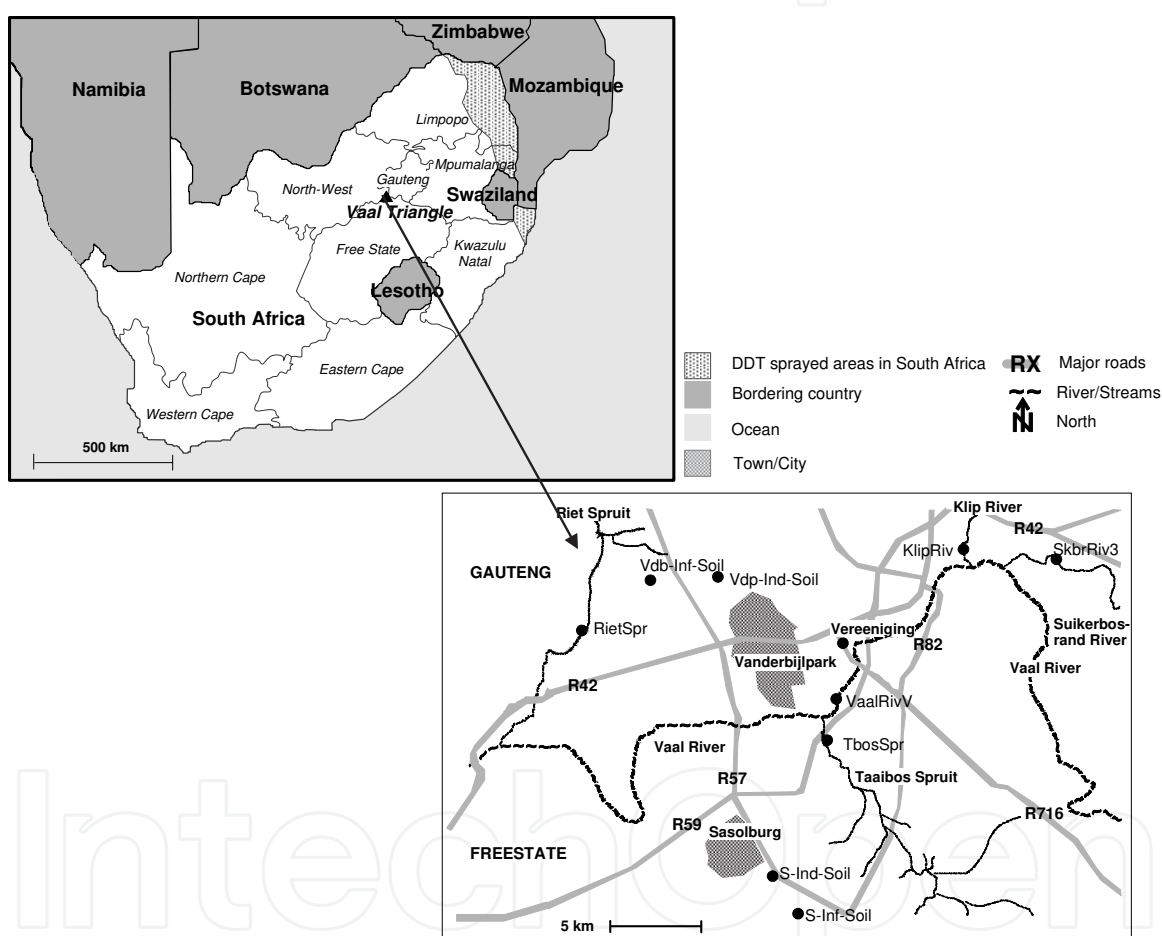 Zimbabwe
Namibia
Botswana
Mozambique
Limpopo
Mpumalanga
Gauteng
North-West
Swaziland
Vaal Triangle
Free State
Kwazulu
Natal
Northern Cape
Lesotho
South Africa
Eastern Cape
Western Cape
500 km
DDT sprayed areas in South Africa
Bordering country
Ocean
Town/City
RX Major roads
River/Streams
N North
Riet Spruit
Klip River
R42
KlipRiv
SkbrRiv3
GAUTENG
Vdb-Inf-Soil
Vdp-Ind-Soil
RietSpr
Vereeniging
R82
Suikerbos-
rand River
Vanderbijlpark
Vaal River
R42
VaalRivV
Vaal River
TbosSpr
R57
Taaibos Spruit
R59
Sasolburg
R716
FREESTATE
S-Ind-Soil
S-Inf-Soil
5 km
IntechOpen